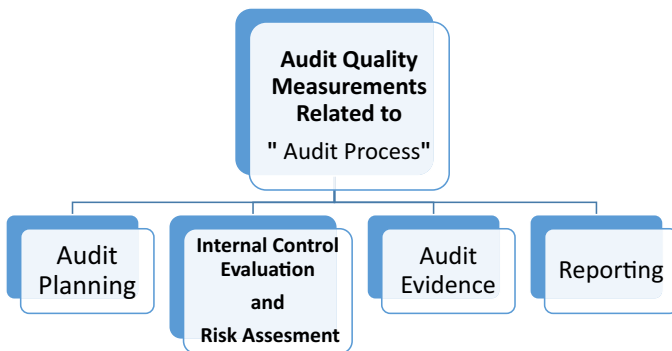 Audit Quality
Measurements
Related to
" Audit Process"
Audit
Planning
Internal Control
Evaluation
and
Risk Assesment
Audit
Evidence
Reporting